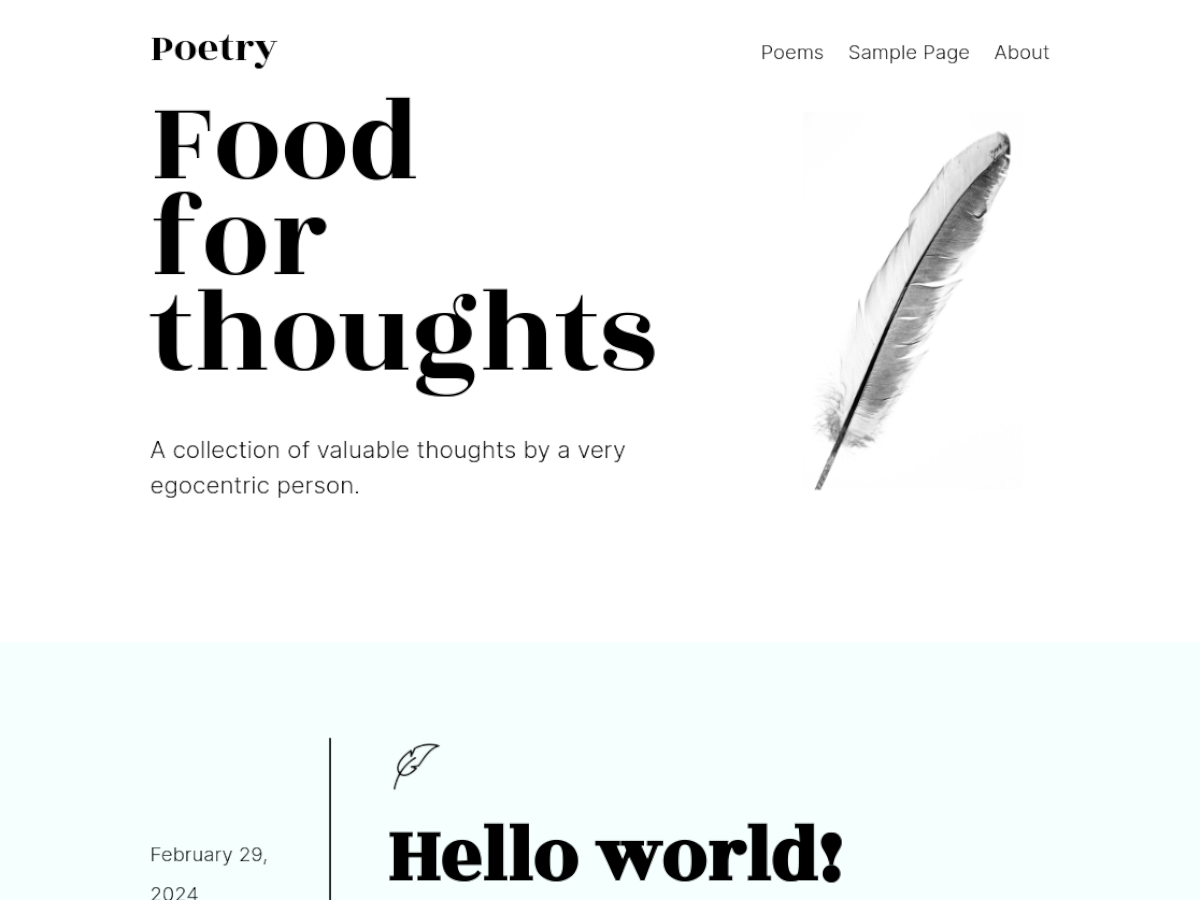 Poetry
Poems Sample Page About
Food
for
thoughts
A collection of valuable thoughts by a very
egocentric person.
Hello world!
February 29,
2024